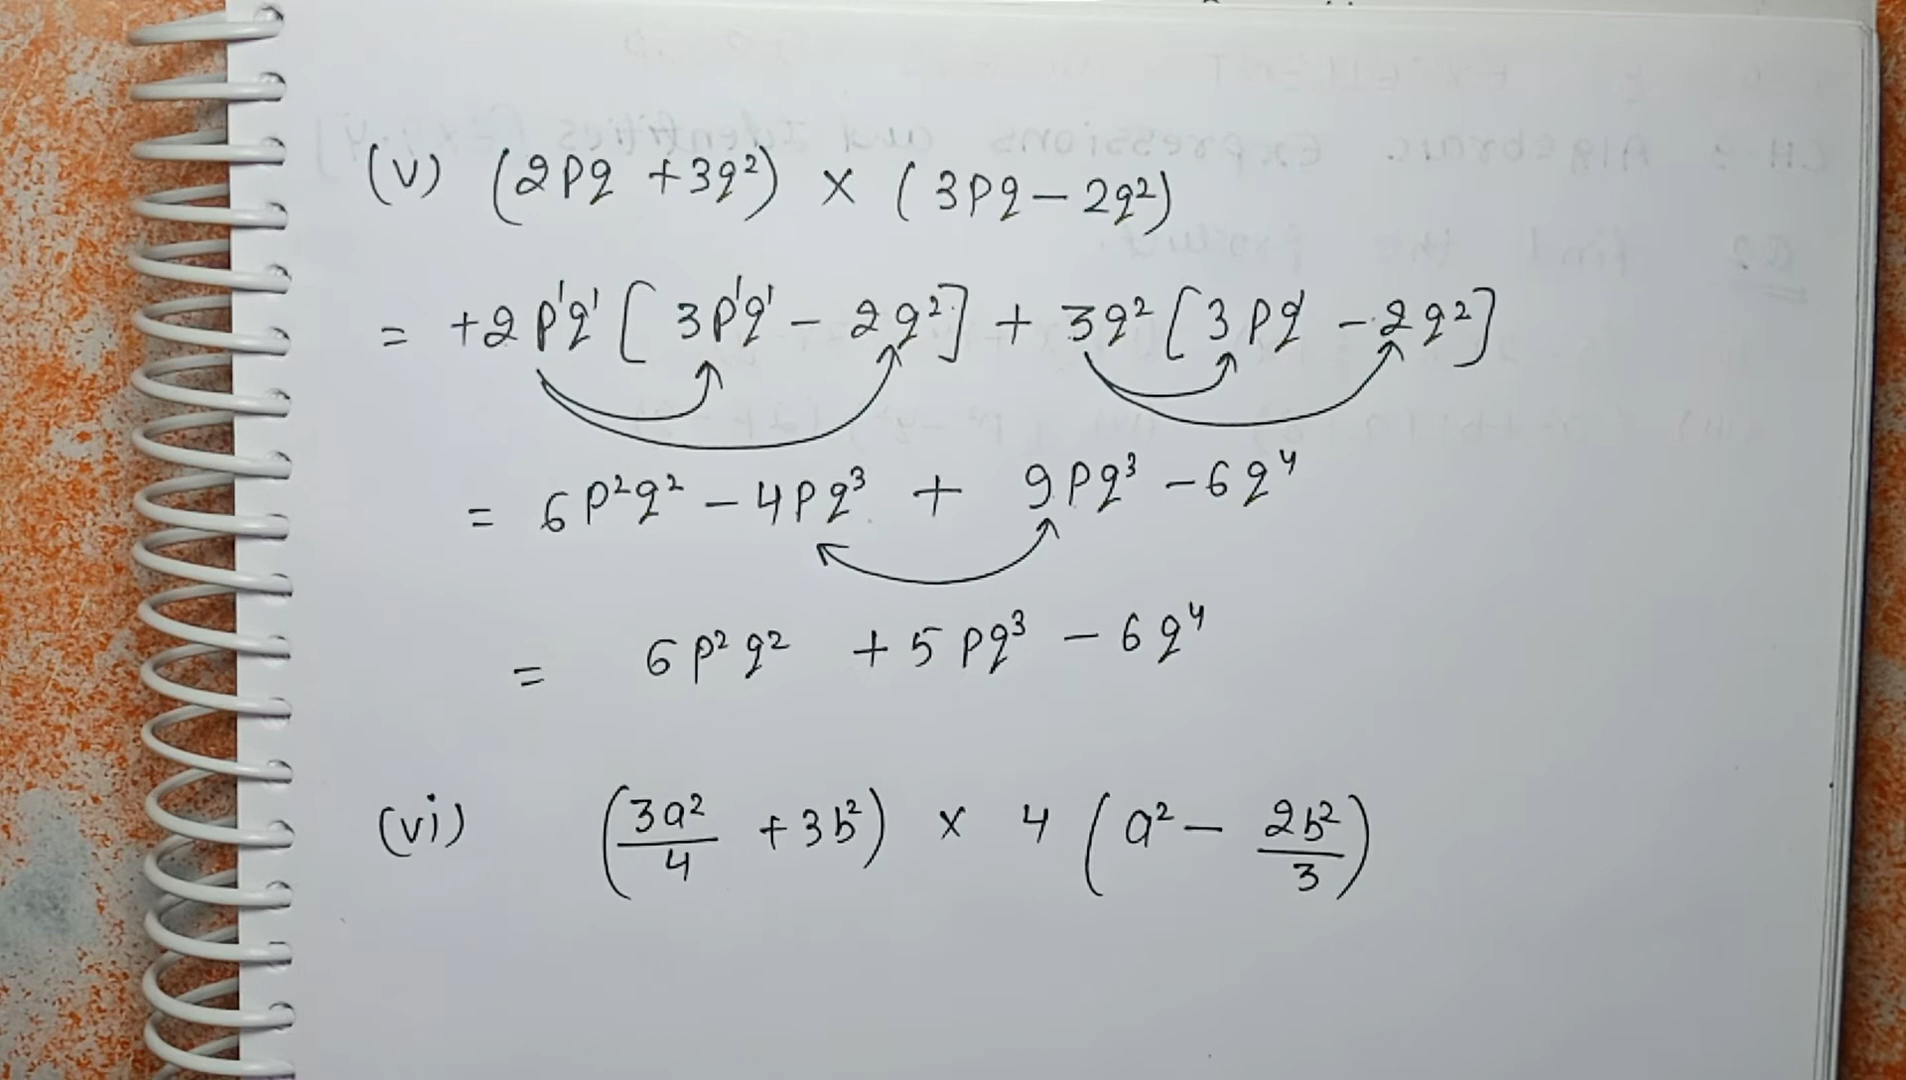 (v) (2pq + 3q²) × (3pq - 2q²)
= +2p¹q¹ [3p¹q¹ - 2q²] + 3q² [3pq - 2q²]
= 6p²q² - 4pq³ + 9pq³ - 6q⁴
= 6p²q² + 5pq³ - 6q⁴
(vi) (3a²/4 + 3b²) × 4 (a² - 2b²/3)